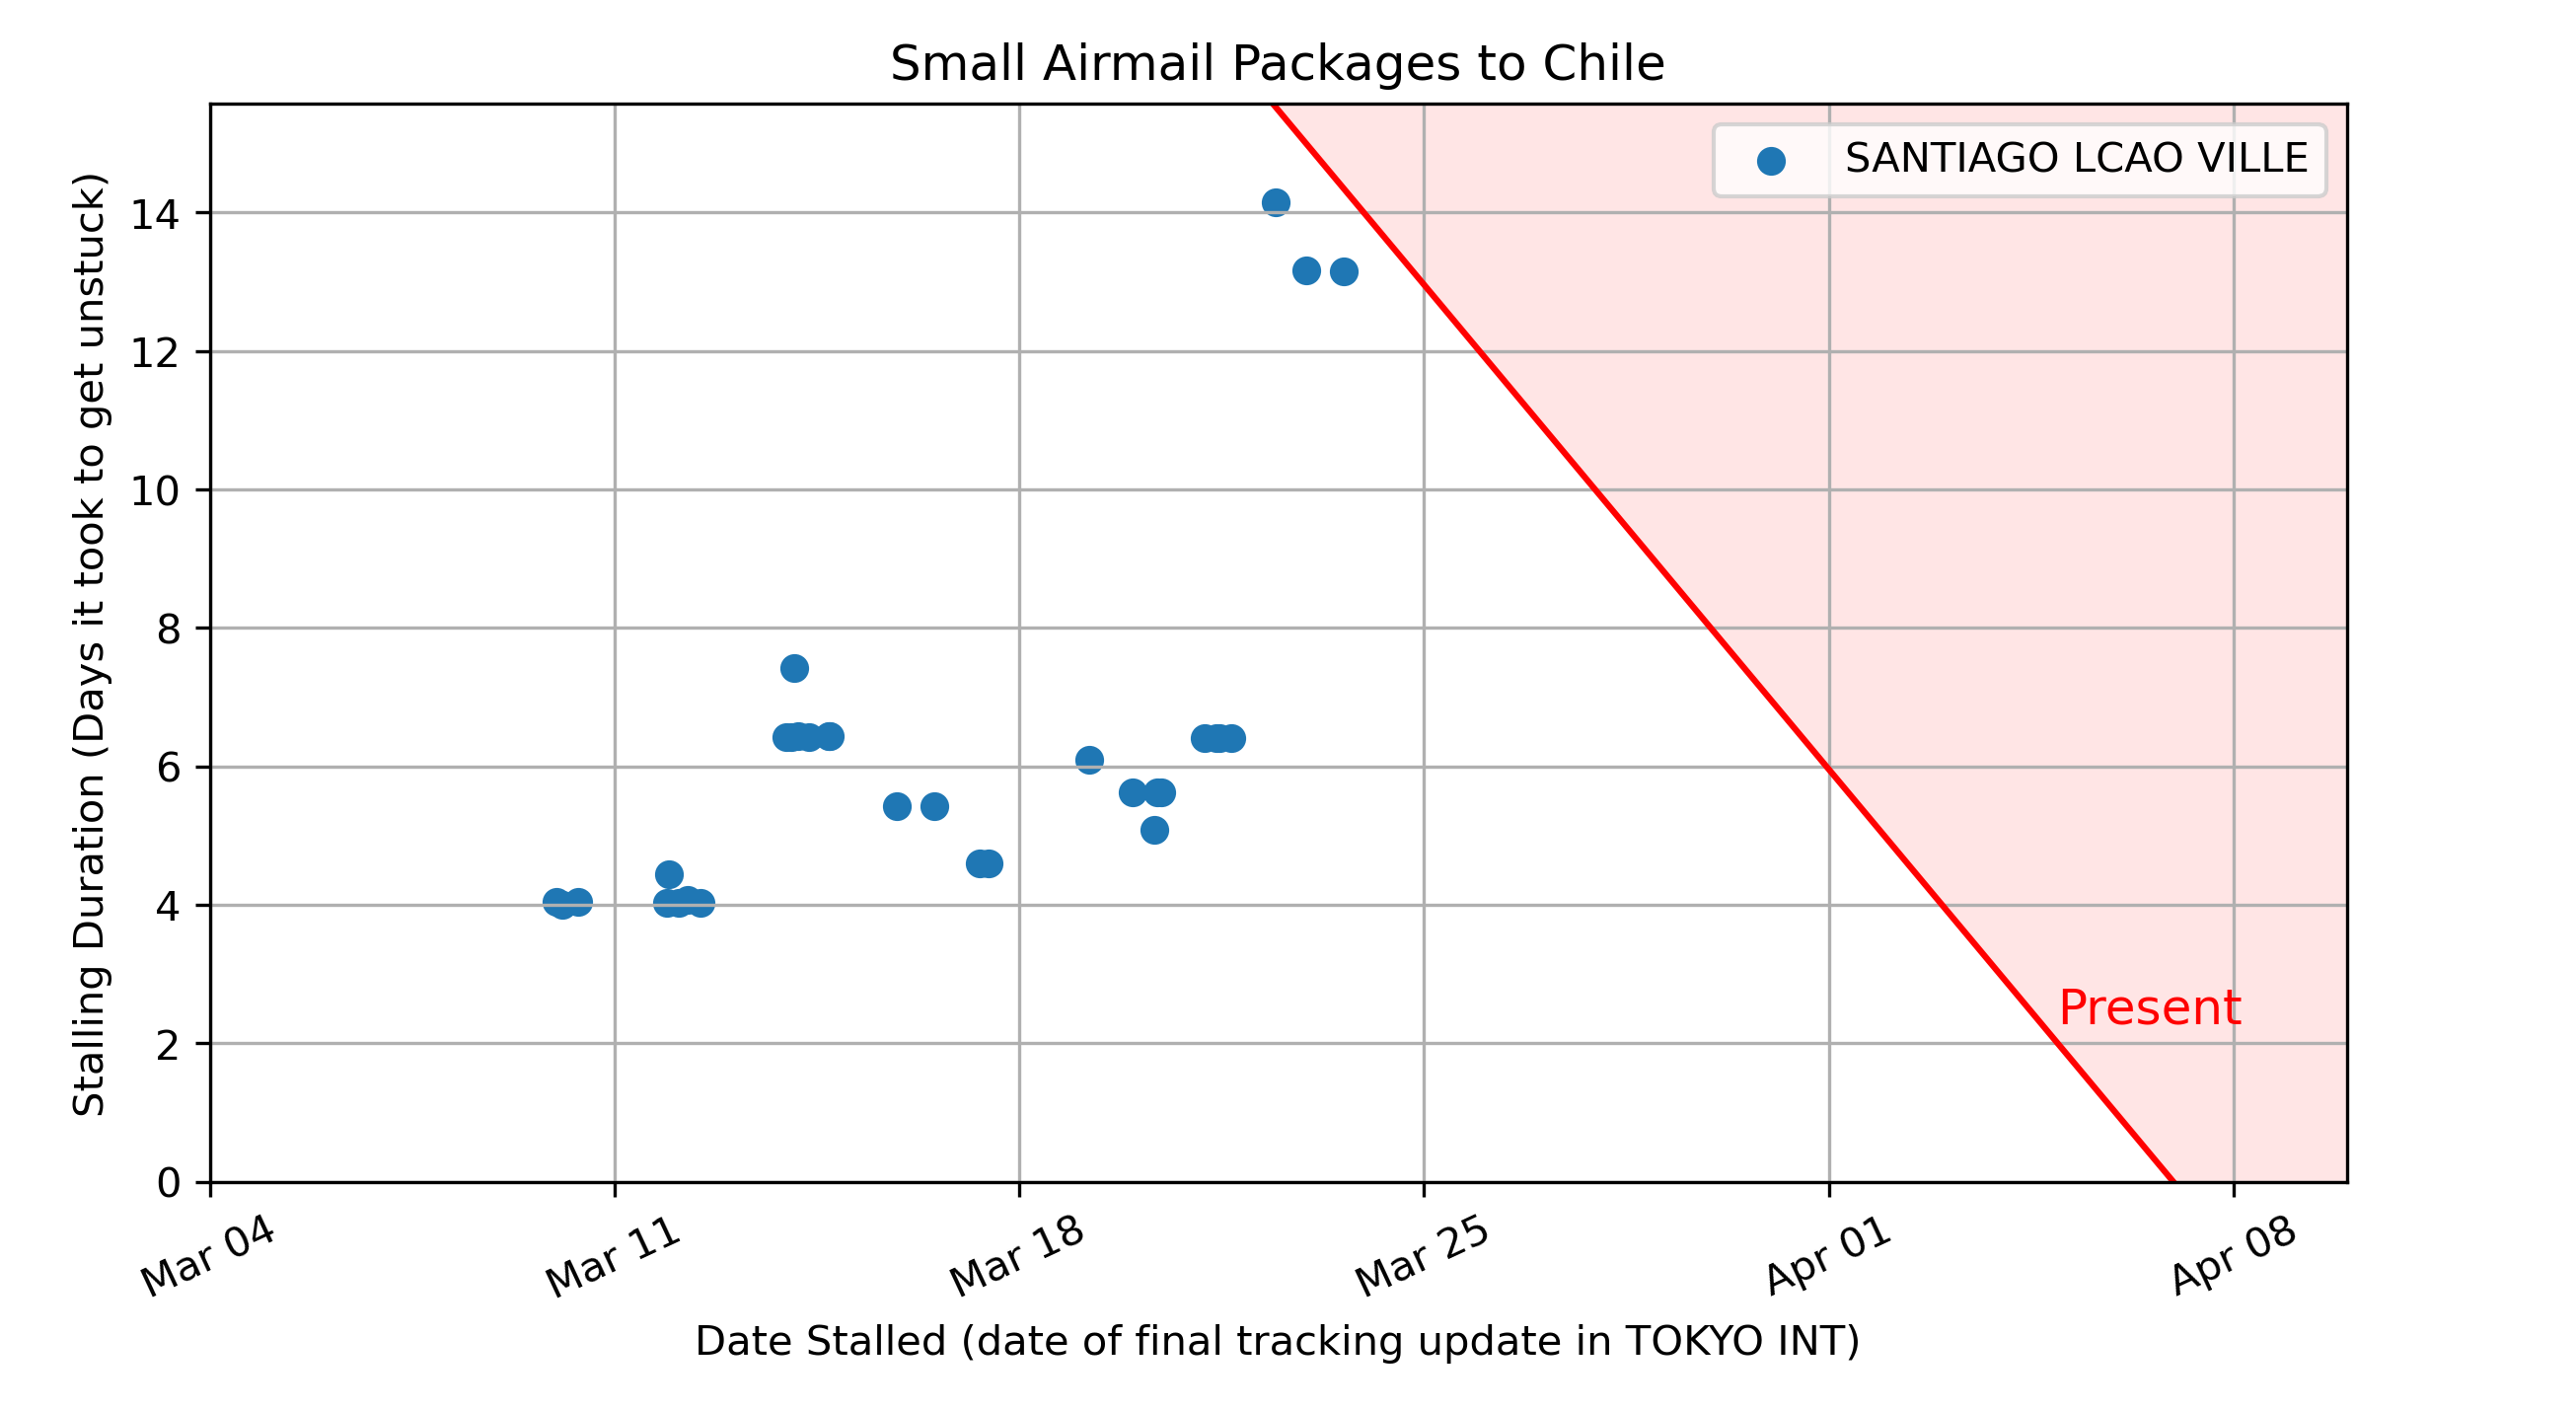 Small Airmail Packages to Chile
SANTIAGO LCAO VILLE
Stalling Duration (Days it took to get unstuck)
14
12
10
8
6
4
2
0
Present
Mar 04
Mar 11
Mar 18
Mar 25
Apr 01
Apr 08
Date Stalled (date of final tracking update in TOKYO INT)